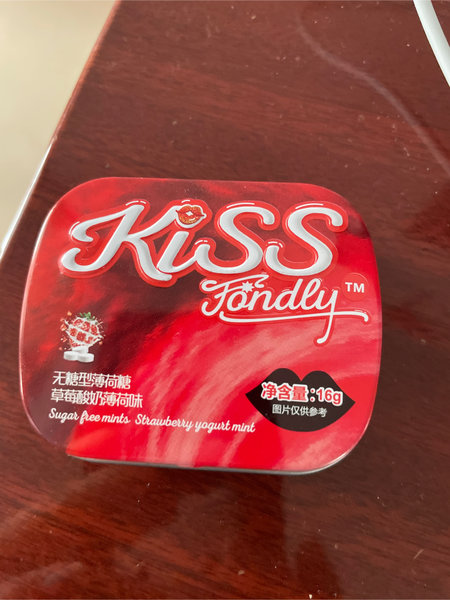 Kiss
Fondly™
无糖型薄荷糖
草莓酸奶薄荷味
Sugar free mints Strawberry yogurt mint
净含量:16g
图片仅供参考